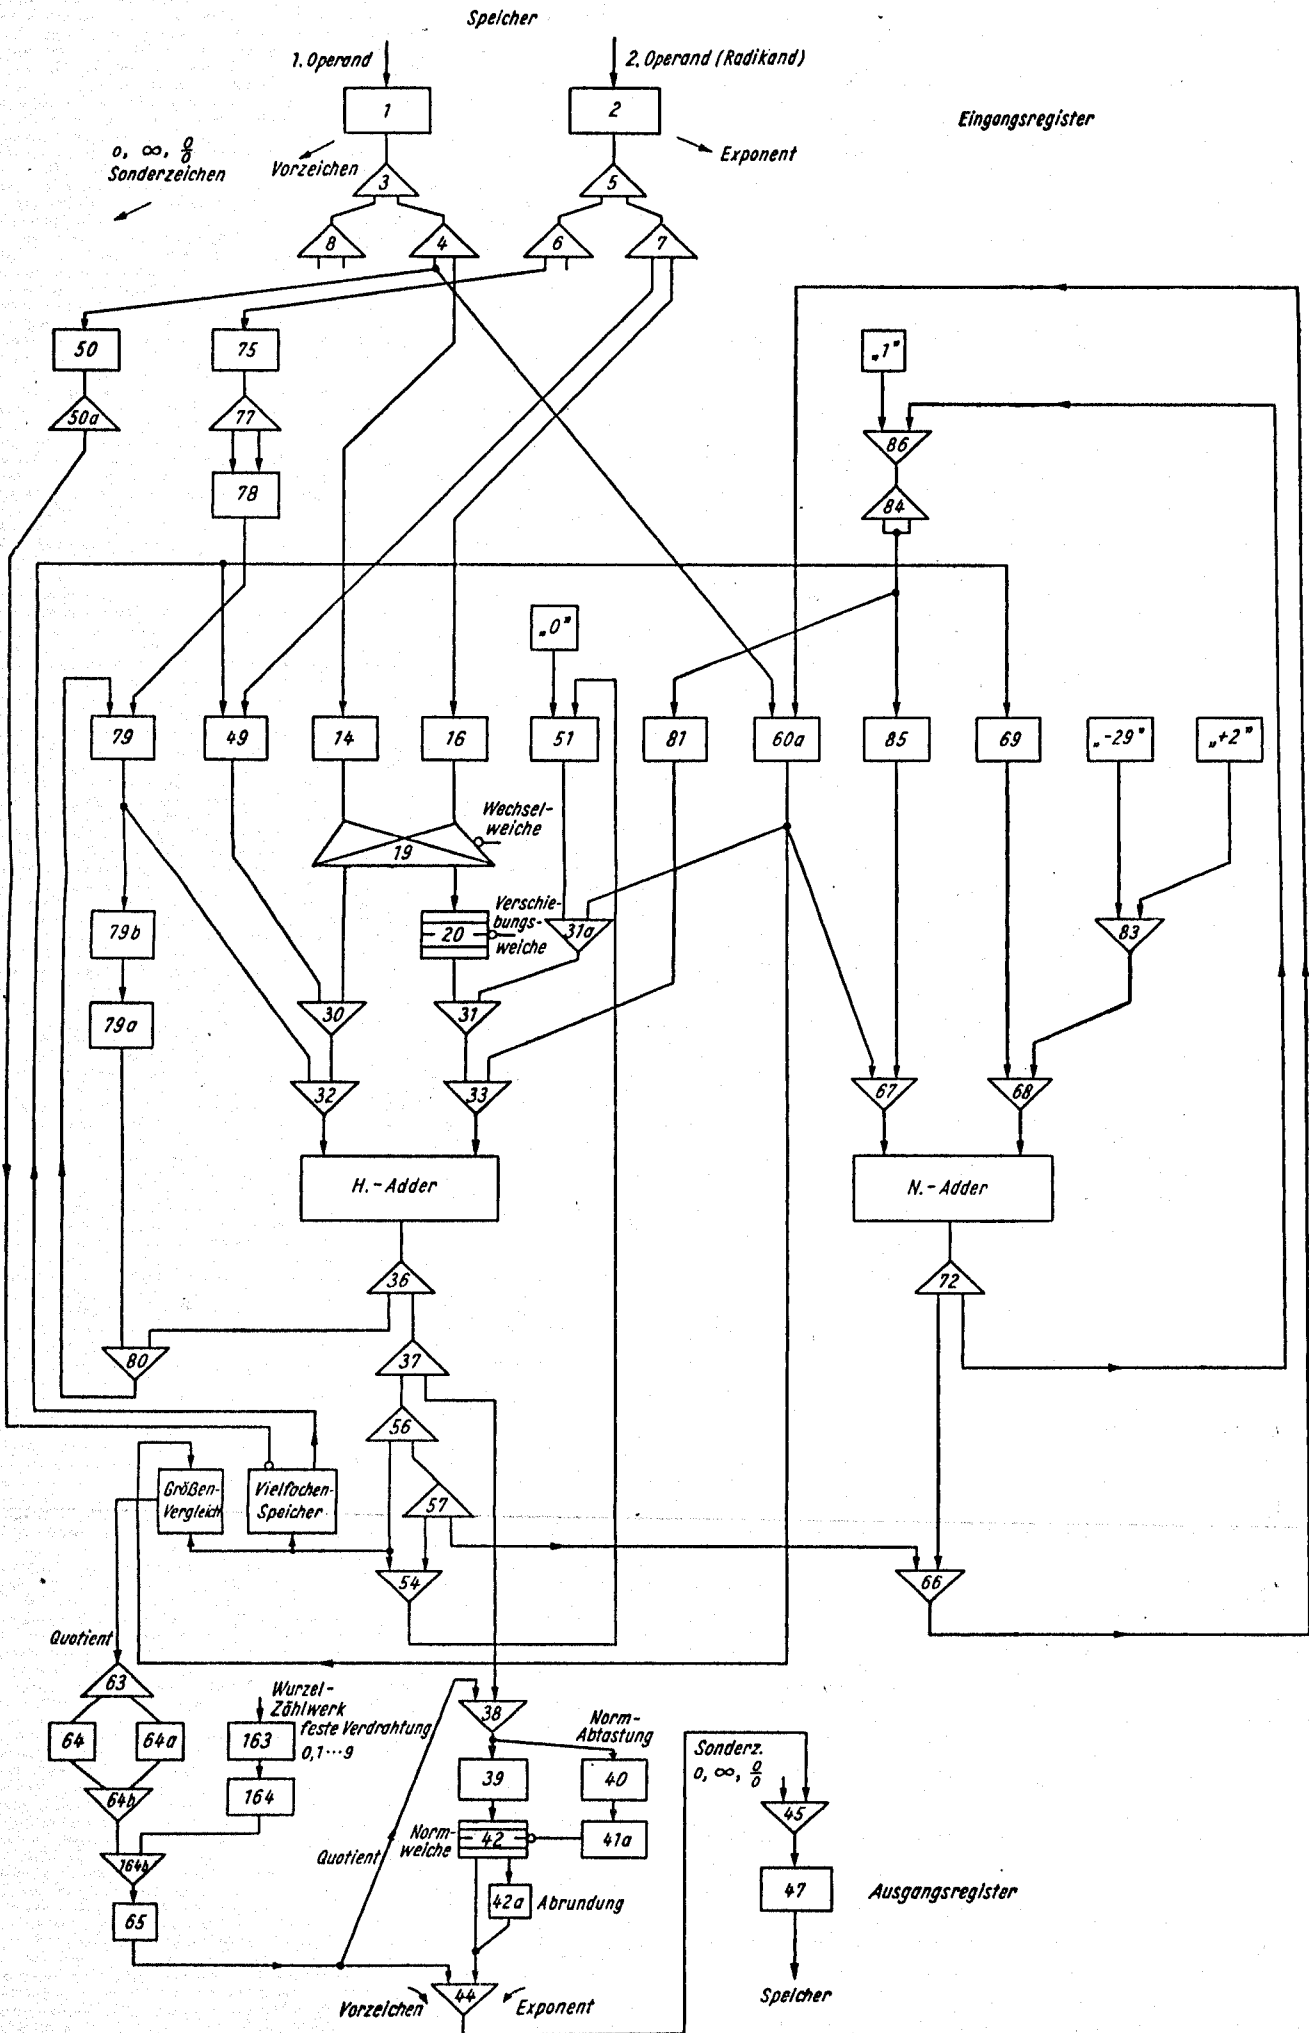 Speicher
1. Operand
2. Operand (Radikand)
1
2
Eingangsregister
0, ∞, 0/0
Sonderzeichen
Vorzeichen
Exponent
3
5
8
4
6
7
50
75
„1”
50a
77
86
78
84
„0”
79
49
14
16
51
81
60a
85
69
„-29”
„+2”
Wechsel-
weiche
19
79b
20
Verschie-
bungs-
weiche
31a
83
79a
30
31
32
33
67
68
H.-Adder
N.-Adder
36
72
80
37
56
Größen-
Vergleich
Vielfachen-
Speicher
57
54
66
Quotient
63
Wurzel-
Zählwerk
feste Verdrahtung
0,1···9
38
Norm-
Abtastung
64
64a
163
39
40
Sonderz.
0, ∞, 0/0
64b
164
45
Norm-
weiche
42
41a
164b
Quotient
47
Ausgangsregister
65
42a
Abrundung
44
Vorzeichen
Exponent
Speicher